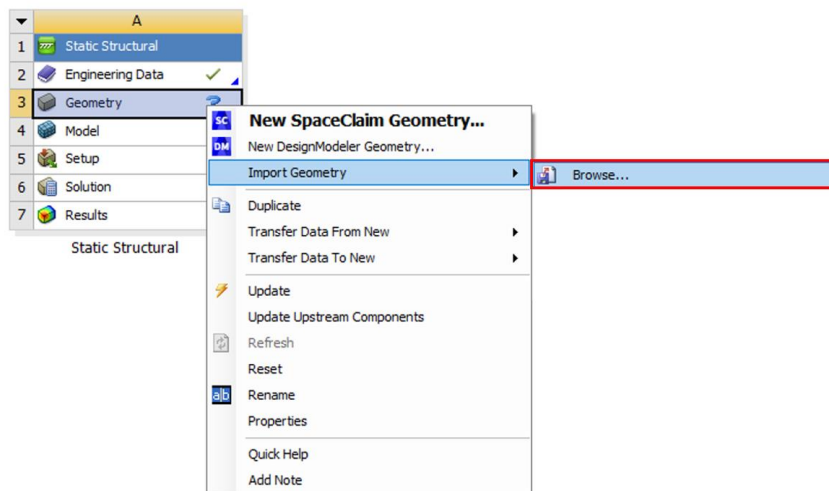 A
1 Static Structural
2 Engineering Data
3 Geometry
4 Model
5 Setup
6 Solution
7 Results
Static Structural
SC New SpaceClaim Geometry...
DM New DesignModeler Geometry...
Import Geometry
Browse...
Duplicate
Transfer Data From New
Transfer Data To New
Update
Update Upstream Components
Refresh
Reset
a|b Rename
Properties
Quick Help
Add Note